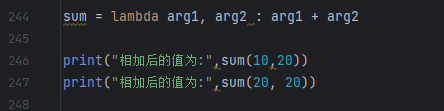 244 sum = lambda arg1, arg2 : arg1 + arg2
245
246 print("相加后的值为:",sum(10,20))
247 print("相加后的值为:",sum(20, 20))
248